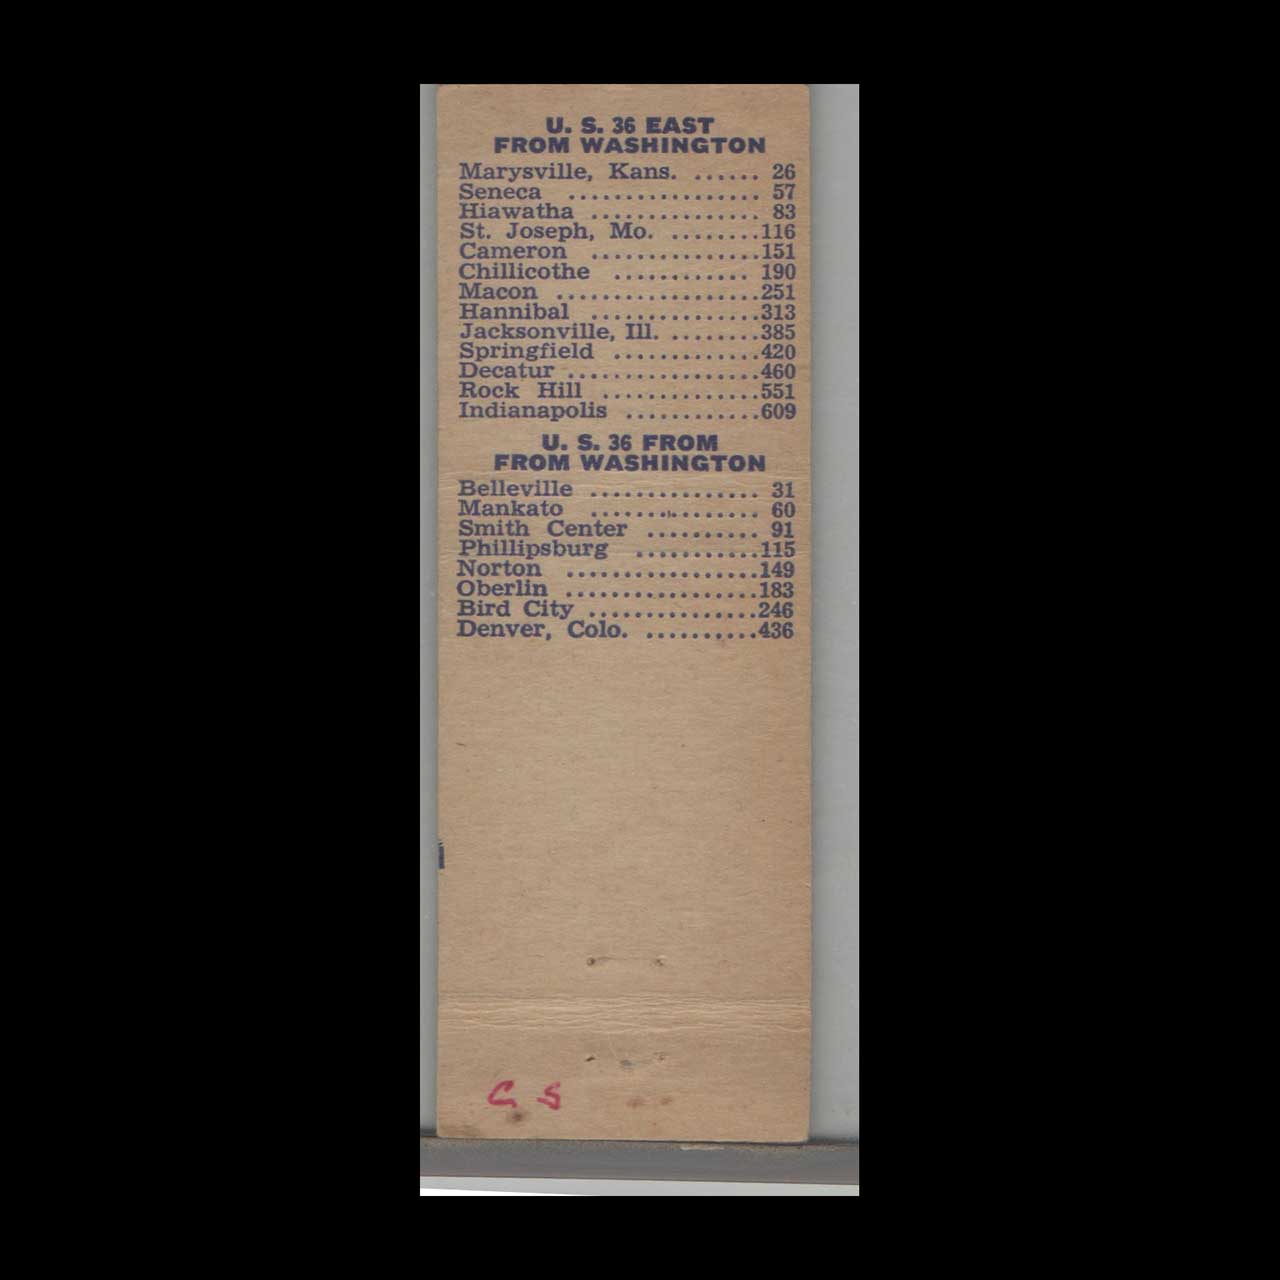 U. S. 36 EAST
FROM WASHINGTON
Marysville, Kans. ...... 26
Seneca ................. 57
Hiawatha ............... 83
St. Joseph, Mo. ........116
Cameron ...............151
Chillicothe ............ 190
Macon ..................251
Hannibal ...............313
Jacksonville, Ill. ........385
Springfield .............420
Decatur .................460
Rock Hill ..............551
Indianapolis ............609
U. S. 36 FROM
FROM WASHINGTON
Belleville ............... 31
Mankato ............... 60
Smith Center .......... 91
Phillipsburg ...........115
Norton .................149
Oberlin .................183
Bird City ...............246
Denver, Colo. ..........436
C S